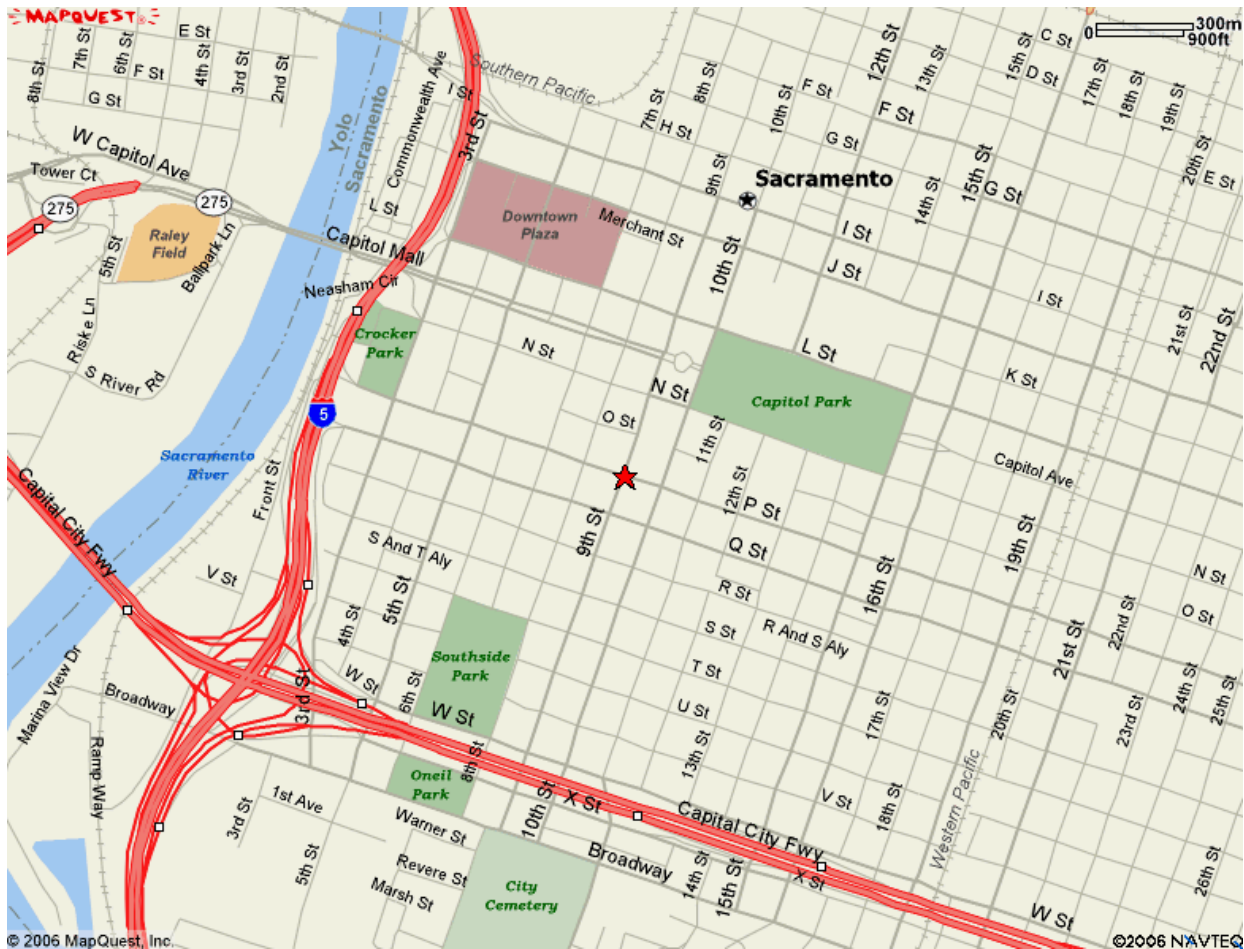 MAPQUEST®
300m
0
900ft
E St
7th St
6th St
4th St
3rd St
2nd St
8th St
F St
G St
Commonwealth Ave
I St
3rd St
Southern Pacific
7th St
8th St
H St
10th St
F St
12th St
13th St
F St
15th St
C St
D St
17th St
18th St
19th St
Yolo
Sacramento
W Capitol Ave
Tower Ct
275
275
Raley
Field
5th St
Ballpark Ln
L St
Capitol Mall
Downtown
Plaza
Merchant St
9th St
Sacramento
G St
14th St
15th St
G St
20th St
E St
I St
J St
10th St
I St
Neasham Cir
Riske Ln
S River Rd
Crocker
Park
N St
L St
K St
21st St
22nd St
5
N St
O St
Capitol Park
11th St
Capitol Ave
Sacramento
River
Front St
Capital City Fwy
9th St
12th St
P St
Q St
16th St
19th St
S And T Aly
V St
4th St
5th St
R St
S St
R And S Aly
N St
O St
22nd St
21st St
Southside
Park
T St
U St
6th St
W St
W St
3rd St
Marina View Dr
Broadway
Ramp Way
8th St
13th St
17th St
20th St
23rd St
24th St
25th St
Oneil
Park
1st Ave
3rd St
5th St
10th St
X St
Capital City Fwy
V St
18th St
Western Pacific
Warner St
Revere St
Marsh St
Broadway
City
Cemetery
14th St
15th St
X St
26th St
W St
© 2006 MapQuest, Inc.
©2006 NAVTEQ